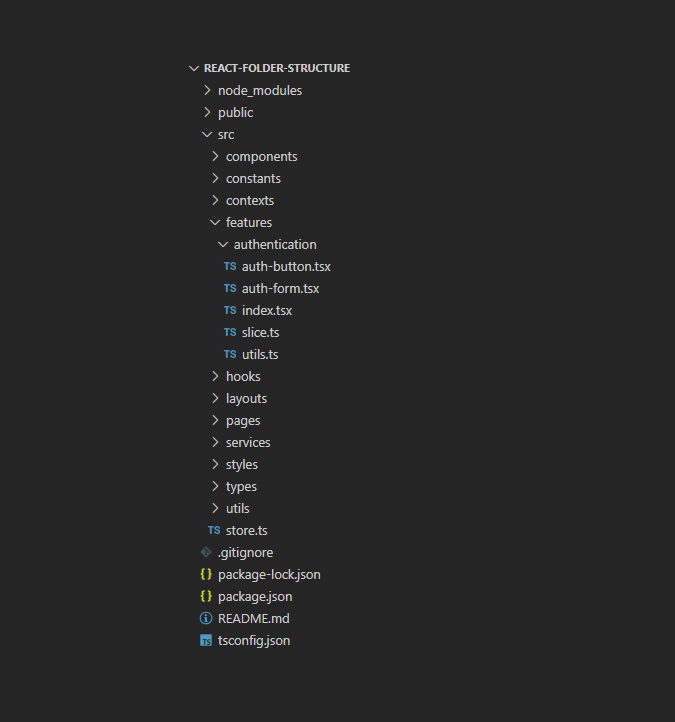 REACT-FOLDER-STRUCTURE
node_modules
public
src
components
constants
contexts
features
authentication
TS auth-button.tsx
TS auth-form.tsx
TS index.tsx
TS slice.ts
TS utils.ts
hooks
layouts
pages
services
styles
types
utils
TS store.ts
.gitignore
{} package-lock.json
{} package.json
README.md
TS tsconfig.json